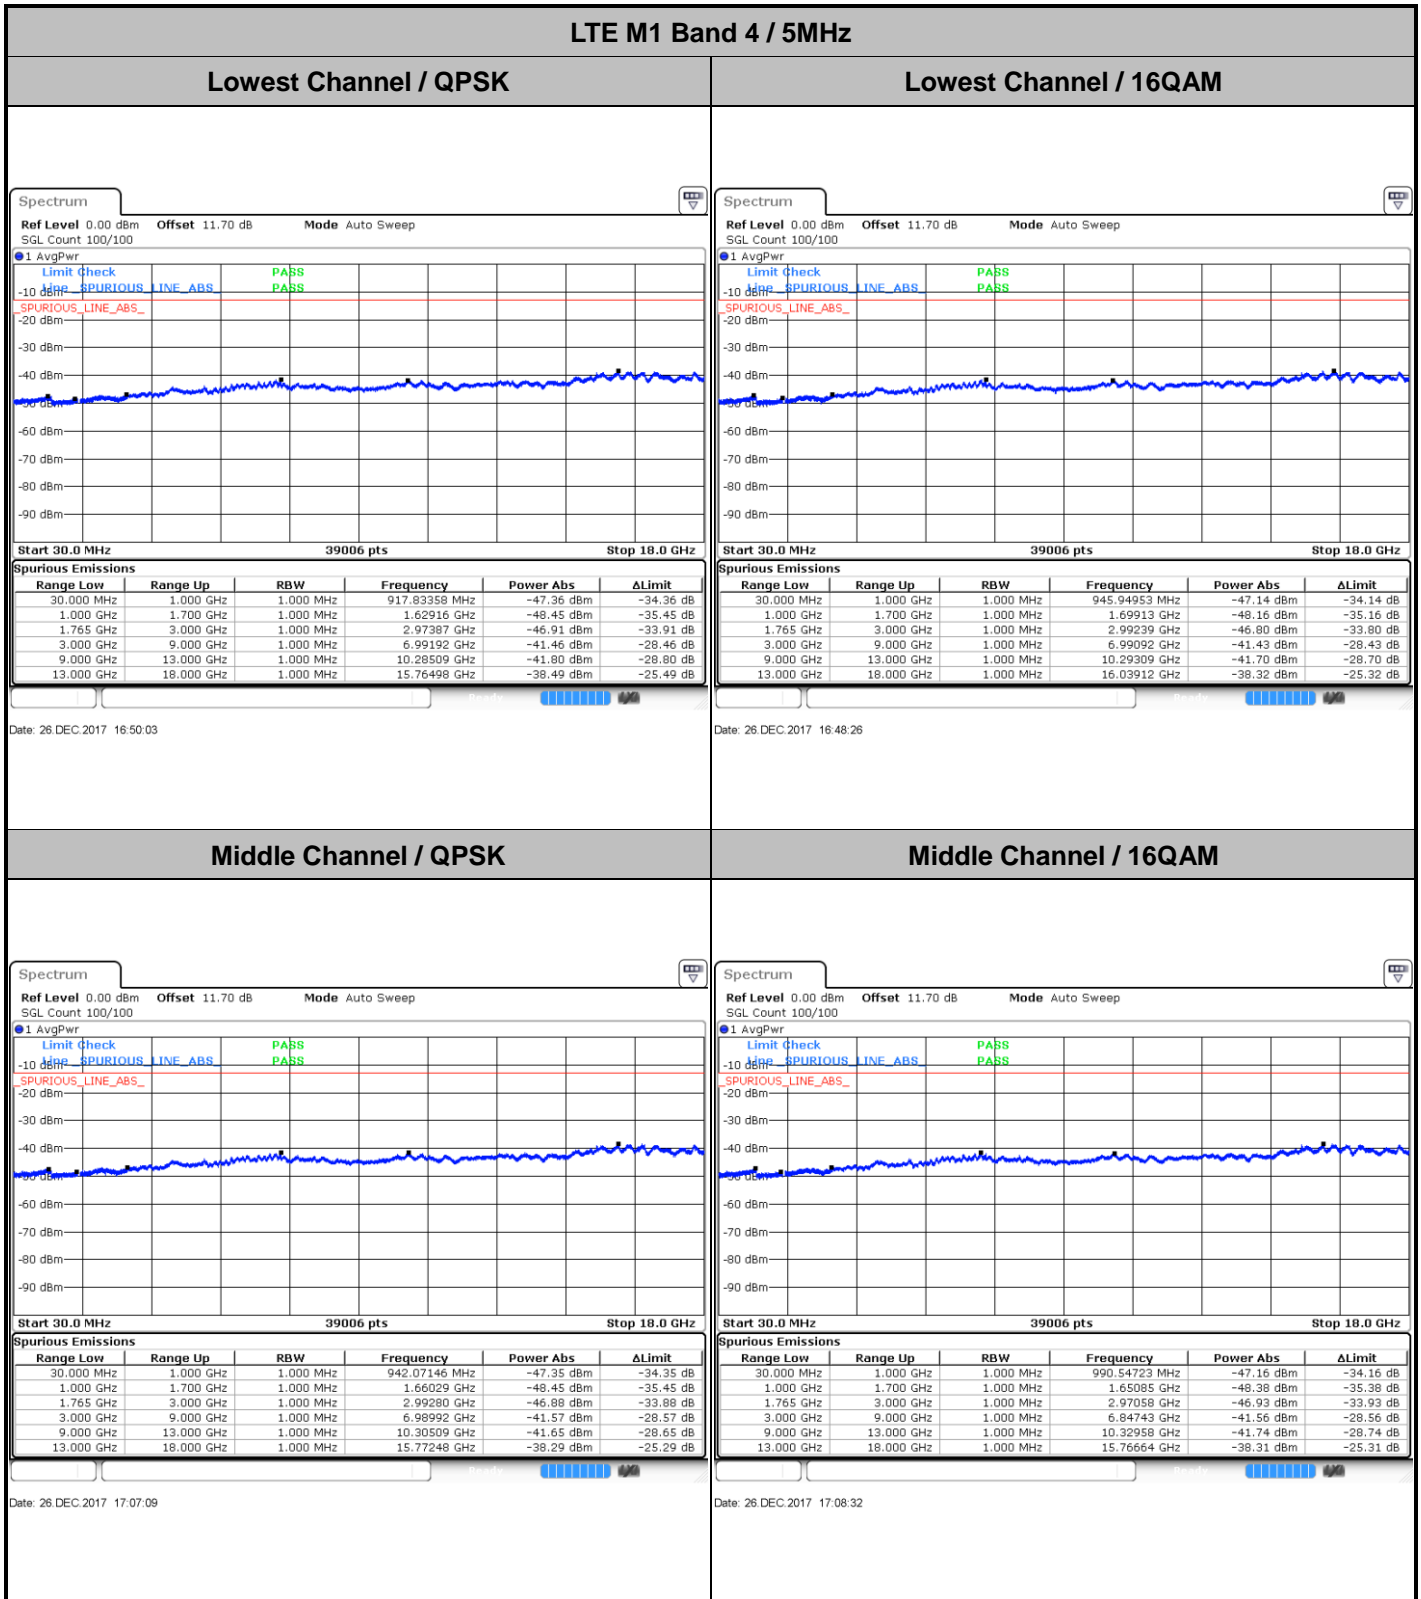 LTE M1 Band 4 / 5MHz
Lowest Channel / QPSK
Lowest Channel / 16QAM
Spectrum
Ref Level 0.00 dBm Offset 11.70 dB Mode Auto Sweep
SGL Count 100/100
1 AvgPwr
Limit Check PASS
Line _SPURIOUS_LINE_ABS_ PASS
-10 dBm
_SPURIOUS_LINE_ABS_
-20 dBm
-30 dBm
-40 dBm
-50 dBm
-60 dBm
-70 dBm
-80 dBm
-90 dBm
Start 30.0 MHz 39006 pts Stop 18.0 GHz
Spurious Emissions
Range Low Range Up RBW Frequency Power Abs ΔLimit
30.000 MHz 1.000 GHz 1.000 MHz 917.83358 MHz -47.36 dBm -34.36 dB
1.000 GHz 1.700 GHz 1.000 MHz 1.62916 GHz -48.45 dBm -35.45 dB
1.765 GHz 3.000 GHz 1.000 MHz 2.97387 GHz -46.91 dBm -33.91 dB
3.000 GHz 9.000 GHz 1.000 MHz 6.99192 GHz -41.46 dBm -28.46 dB
9.000 GHz 13.000 GHz 1.000 MHz 10.28509 GHz -41.80 dBm -28.80 dB
13.000 GHz 18.000 GHz 1.000 MHz 15.76498 GHz -38.49 dBm -25.49 dB
Ready
Date: 26.DEC.2017 16:50:03
Spectrum
Ref Level 0.00 dBm Offset 11.70 dB Mode Auto Sweep
SGL Count 100/100
1 AvgPwr
Limit Check PASS
Line _SPURIOUS_LINE_ABS_ PASS
-10 dBm
_SPURIOUS_LINE_ABS_
-20 dBm
-30 dBm
-40 dBm
-50 dBm
-60 dBm
-70 dBm
-80 dBm
-90 dBm
Start 30.0 MHz 39006 pts Stop 18.0 GHz
Spurious Emissions
Range Low Range Up RBW Frequency Power Abs ΔLimit
30.000 MHz 1.000 GHz 1.000 MHz 945.94953 MHz -47.14 dBm -34.14 dB
1.000 GHz 1.700 GHz 1.000 MHz 1.69913 GHz -48.16 dBm -35.16 dB
1.765 GHz 3.000 GHz 1.000 MHz 2.99239 GHz -46.80 dBm -33.80 dB
3.000 GHz 9.000 GHz 1.000 MHz 6.99092 GHz -41.43 dBm -28.43 dB
9.000 GHz 13.000 GHz 1.000 MHz 10.29309 GHz -41.70 dBm -28.70 dB
13.000 GHz 18.000 GHz 1.000 MHz 16.03912 GHz -38.32 dBm -25.32 dB
Ready
Date: 26.DEC.2017 16:48:26
Middle Channel / QPSK
Middle Channel / 16QAM
Spectrum
Ref Level 0.00 dBm Offset 11.70 dB Mode Auto Sweep
SGL Count 100/100
1 AvgPwr
Limit Check PASS
Line _SPURIOUS_LINE_ABS_ PASS
-10 dBm
_SPURIOUS_LINE_ABS_
-20 dBm
-30 dBm
-40 dBm
-50 dBm
-60 dBm
-70 dBm
-80 dBm
-90 dBm
Start 30.0 MHz 39006 pts Stop 18.0 GHz
Spurious Emissions
Range Low Range Up RBW Frequency Power Abs ΔLimit
30.000 MHz 1.000 GHz 1.000 MHz 942.07146 MHz -47.35 dBm -34.35 dB
1.000 GHz 1.700 GHz 1.000 MHz 1.66029 GHz -48.45 dBm -35.45 dB
1.765 GHz 3.000 GHz 1.000 MHz 2.99280 GHz -46.88 dBm -33.88 dB
3.000 GHz 9.000 GHz 1.000 MHz 6.98992 GHz -41.57 dBm -28.57 dB
9.000 GHz 13.000 GHz 1.000 MHz 10.30509 GHz -41.65 dBm -28.65 dB
13.000 GHz 18.000 GHz 1.000 MHz 15.77248 GHz -38.29 dBm -25.29 dB
Ready
Date: 26.DEC.2017 17:07:09
Spectrum
Ref Level 0.00 dBm Offset 11.70 dB Mode Auto Sweep
SGL Count 100/100
1 AvgPwr
Limit Check PASS
Line _SPURIOUS_LINE_ABS_ PASS
-10 dBm
_SPURIOUS_LINE_ABS_
-20 dBm
-30 dBm
-40 dBm
-50 dBm
-60 dBm
-70 dBm
-80 dBm
-90 dBm
Start 30.0 MHz 39006 pts Stop 18.0 GHz
Spurious Emissions
Range Low Range Up RBW Frequency Power Abs ΔLimit
30.000 MHz 1.000 GHz 1.000 MHz 990.54723 MHz -47.16 dBm -34.16 dB
1.000 GHz 1.700 GHz 1.000 MHz 1.65085 GHz -48.38 dBm -35.38 dB
1.765 GHz 3.000 GHz 1.000 MHz 2.97058 GHz -46.93 dBm -33.93 dB
3.000 GHz 9.000 GHz 1.000 MHz 6.84743 GHz -41.56 dBm -28.56 dB
9.000 GHz 13.000 GHz 1.000 MHz 10.32958 GHz -41.74 dBm -28.74 dB
13.000 GHz 18.000 GHz 1.000 MHz 15.76664 GHz -38.31 dBm -25.31 dB
Ready
Date: 26.DEC.2017 17:08:32